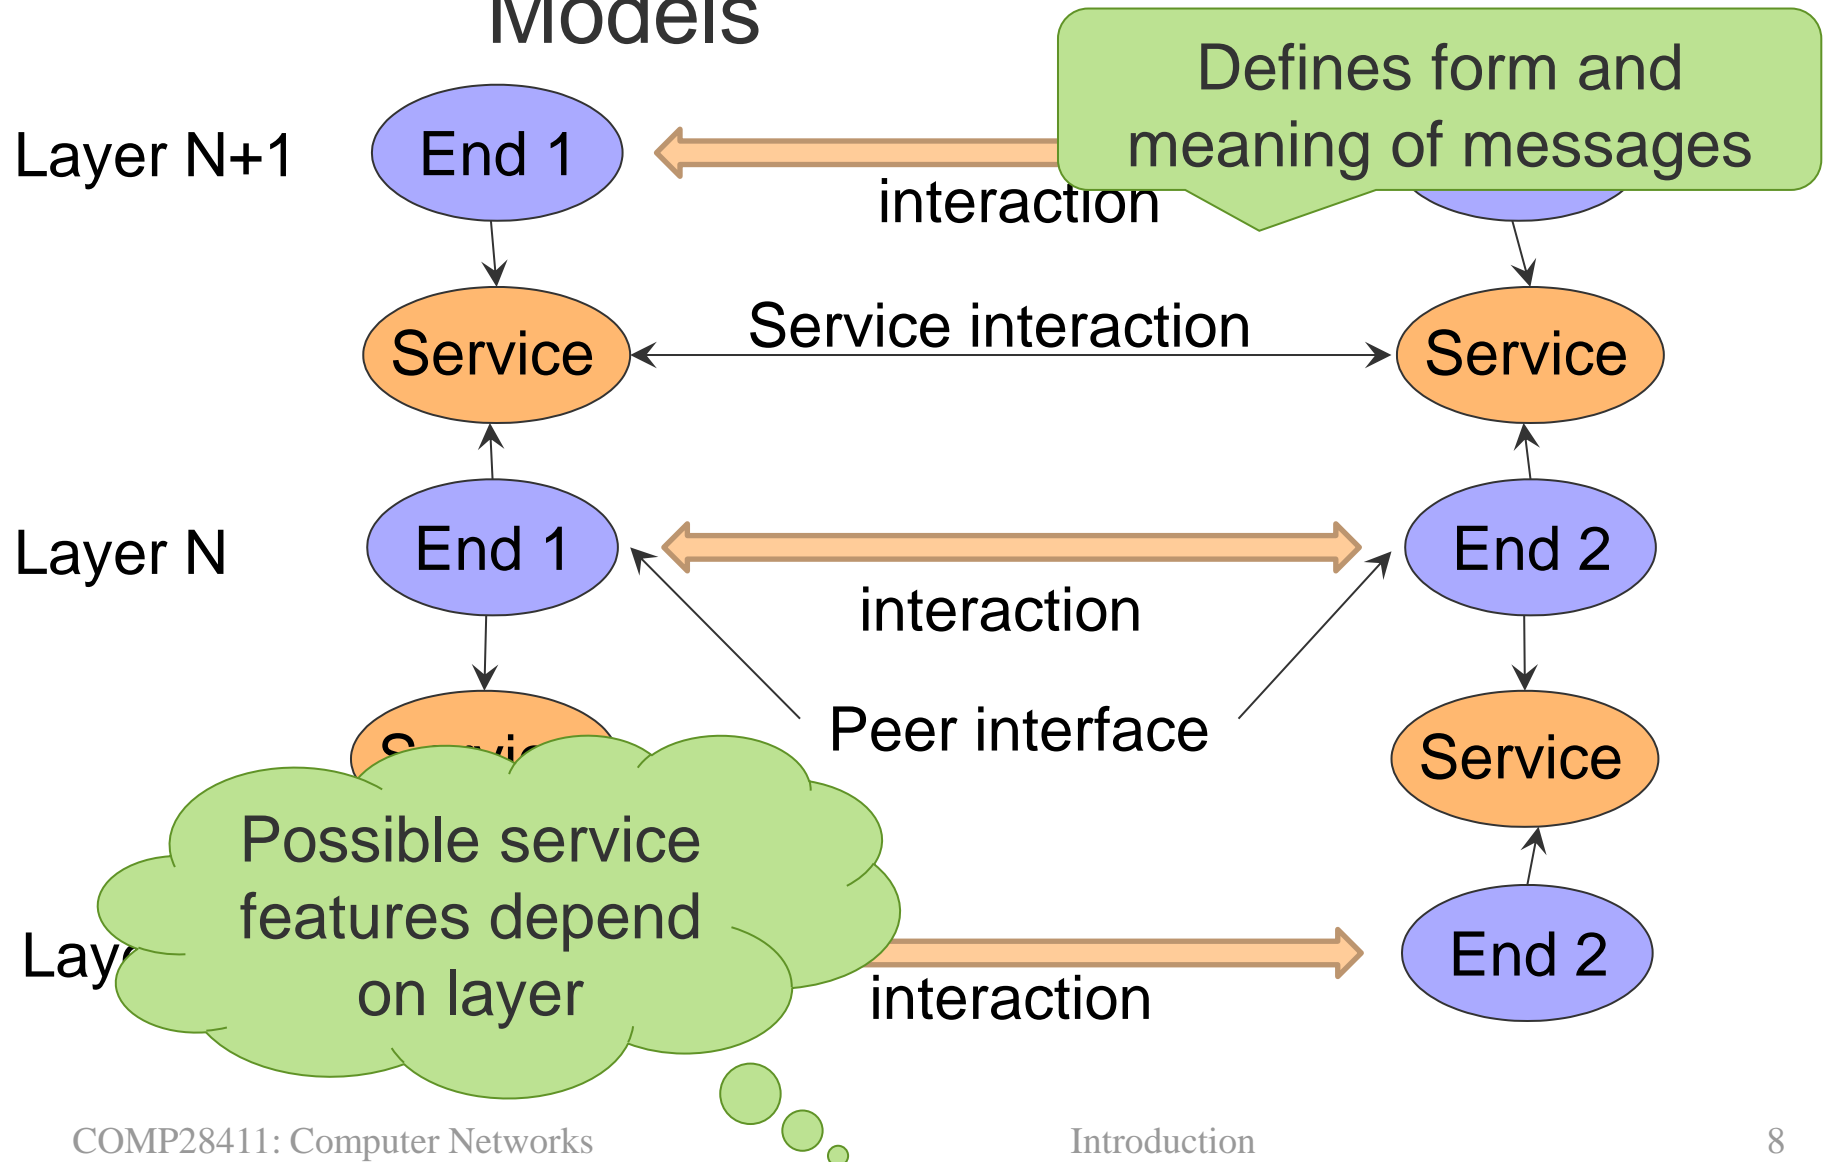 Models
Defines form and
meaning of messages
Layer N+1
End 1
interaction
Service
Service interaction
Service
Layer N
End 1
End 2
interaction
Peer interface
Service
Possible service
features depend
on layer
End 2
interaction
COMP28411: Computer Networks
Introduction
8